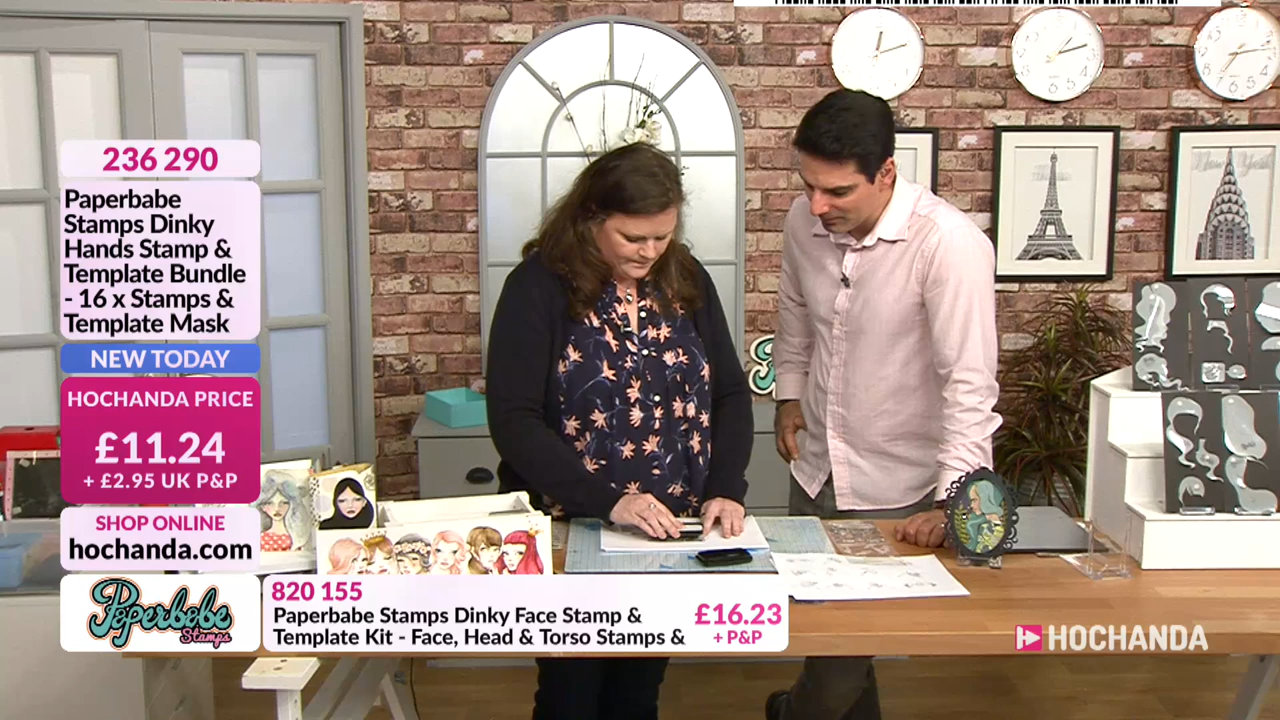 236 290
Paperbabe
Stamps Dinky
Hands Stamp &
Template Bundle
- 16 x Stamps &
Template Mask
NEW TODAY
HOCHANDA PRICE
£11.24
+ £2.95 UK P&P
SHOP ONLINE
hochanda.com
Paperbabe
Stamps
820 155
Paperbabe Stamps Dinky Face Stamp &
Template Kit - Face, Head & Torso Stamps &
£16.23
+ P&P
HOCHANDA
New York